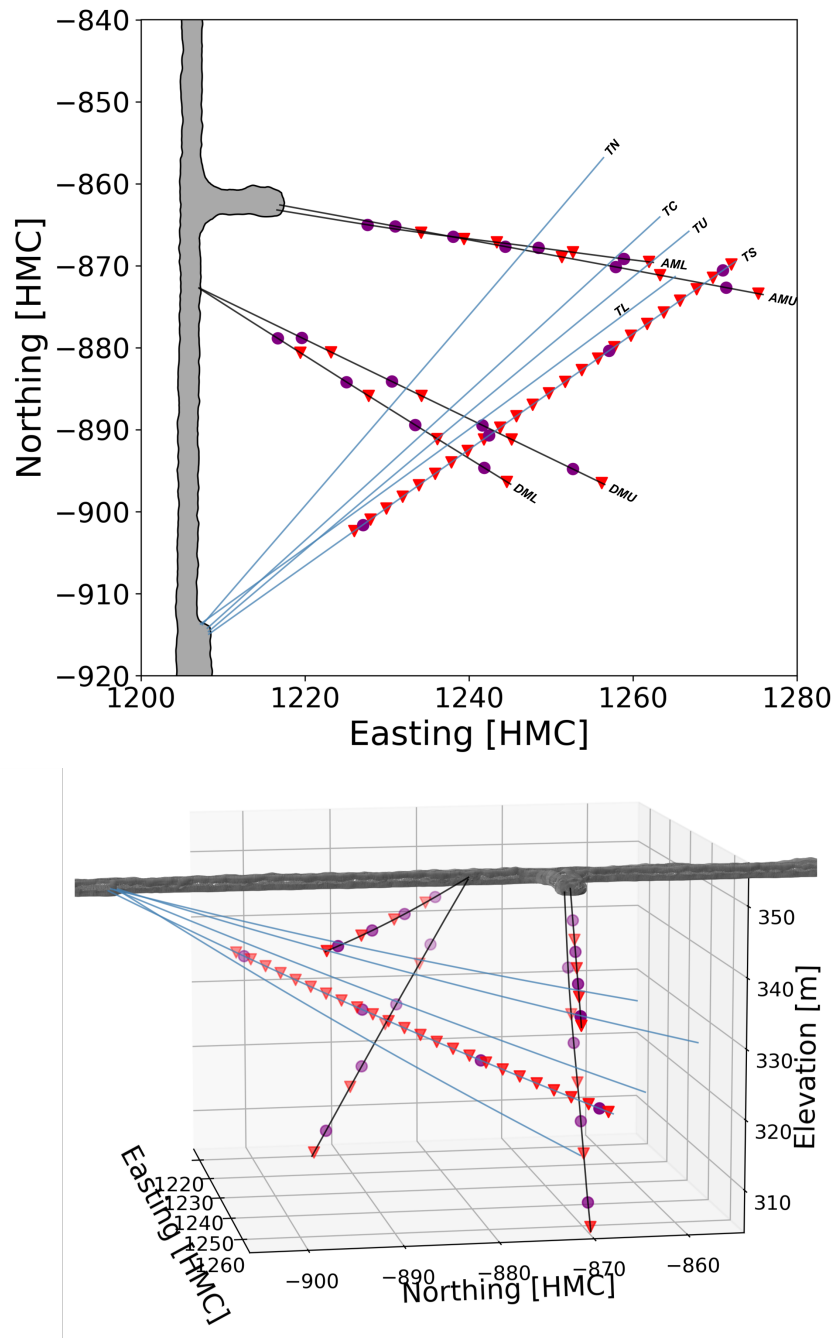 −840
−850
−860
−870
−880
−890
−900
−910
−920
Northing [HMC]
TN
TC
TU
TS
TL
AML
AMU
DML
DMU
1200
1220
1240
1260
1280
Easting [HMC]
350
340
330
320
310
Elevation [m]
1220
1230
1240
1250
1260
Easting [HMC]
−900
−890
−880
−870
−860
Northing [HMC]